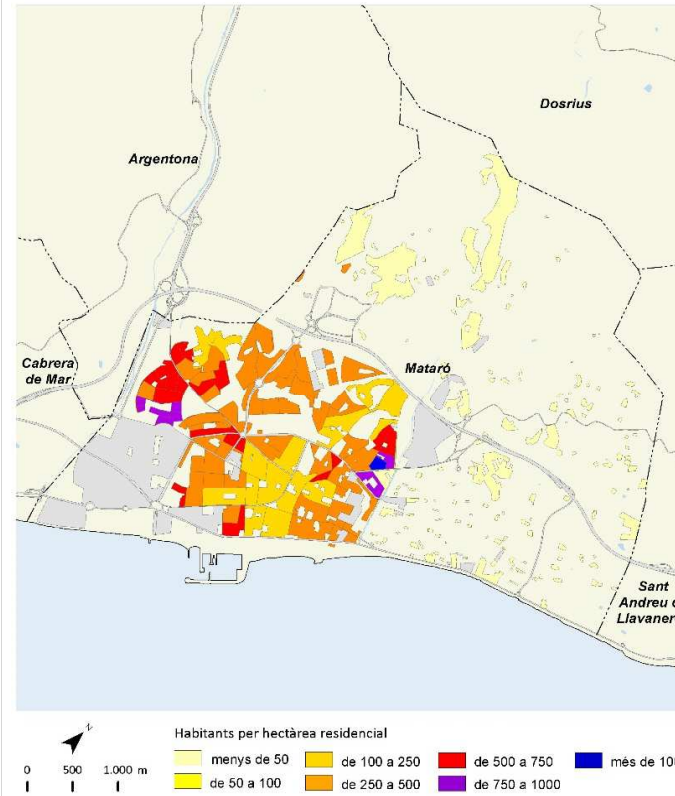 Dosrius
Argentona
Cabrera
de Mar
Mataró
Sant
Andreu d
Llavaner
N
Habitants per hectàrea residencial
menys de 50
de 100 a 250
de 500 a 750
més de 100
0 500 1.000 m
de 50 a 100
de 250 a 500
de 750 a 1000